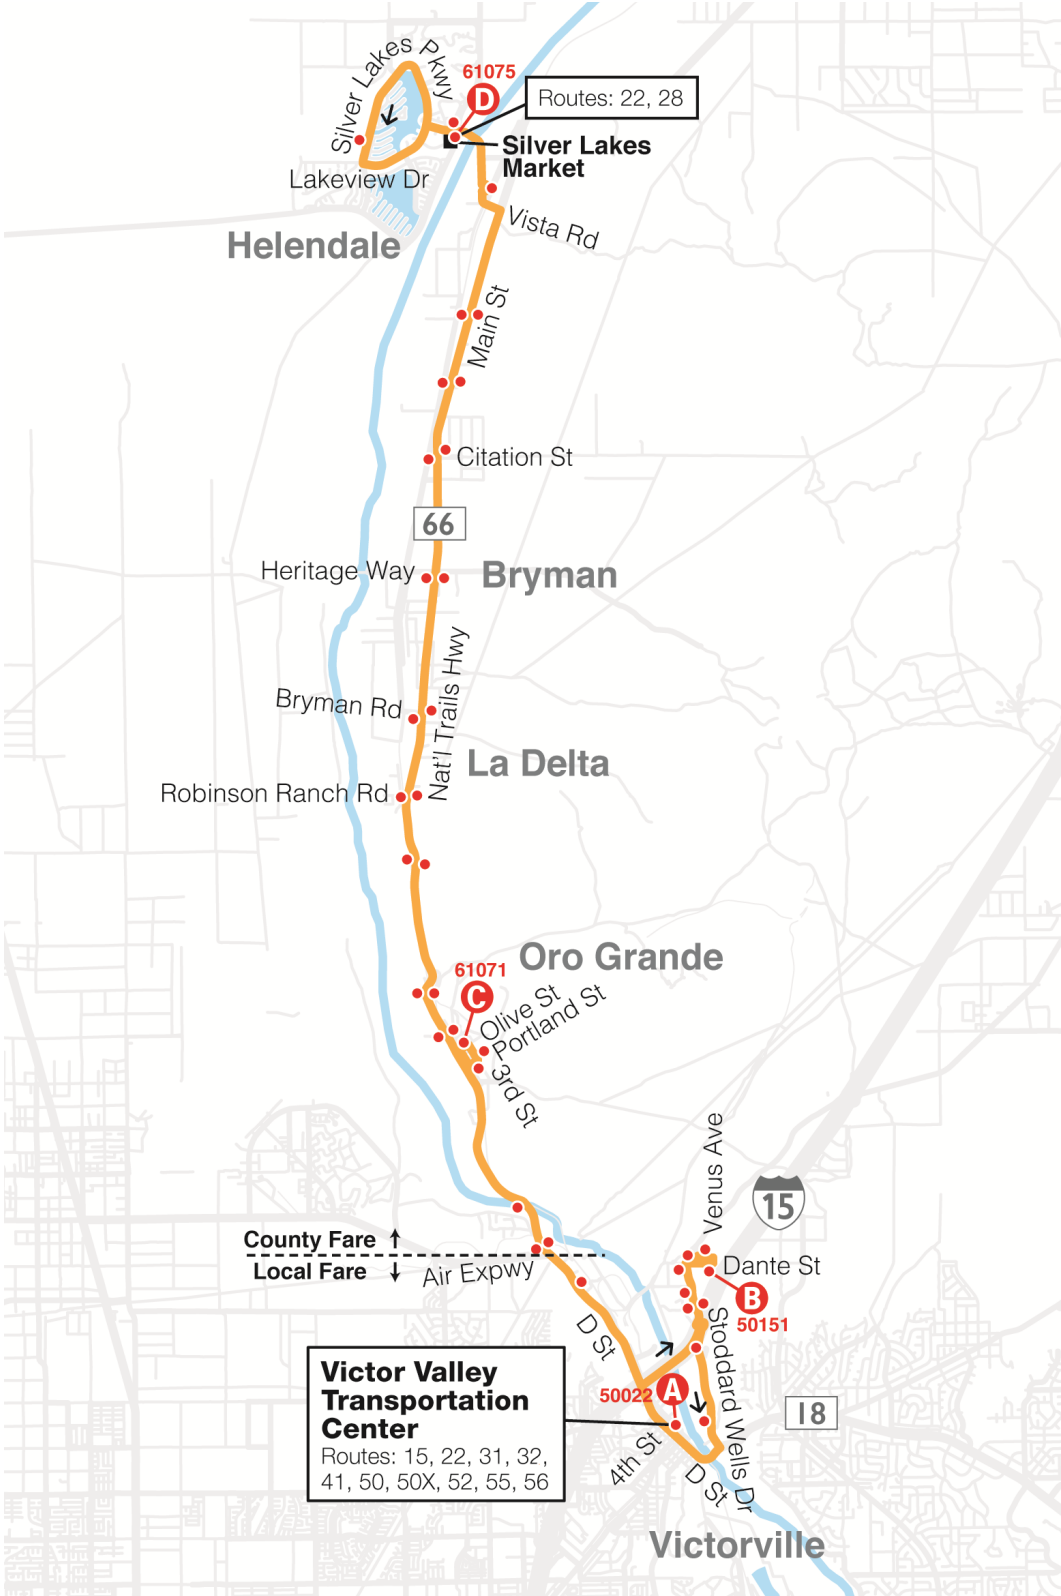 Silver Lakes Pkwy
61075
D
Routes: 22, 28
Silver Lakes
Market
Lakeview Dr
Vista Rd
Helendale
Main St
Citation St
66
Heritage Way
Bryman
Nat'l Trails Hwy
Bryman Rd
La Delta
Robinson Ranch Rd
Oro Grande
61071
C
Olive St
Portland St
3rd St
Venus Ave
15
County Fare
Local Fare
Air Expwy
Dante St
B
50151
D St
Stoddard Wells Dr
Victor Valley
Transportation
Center
Routes: 15, 22, 31, 32,
41, 50, 50X, 52, 55, 56
50022
A
18
4th St
D St
Victorville